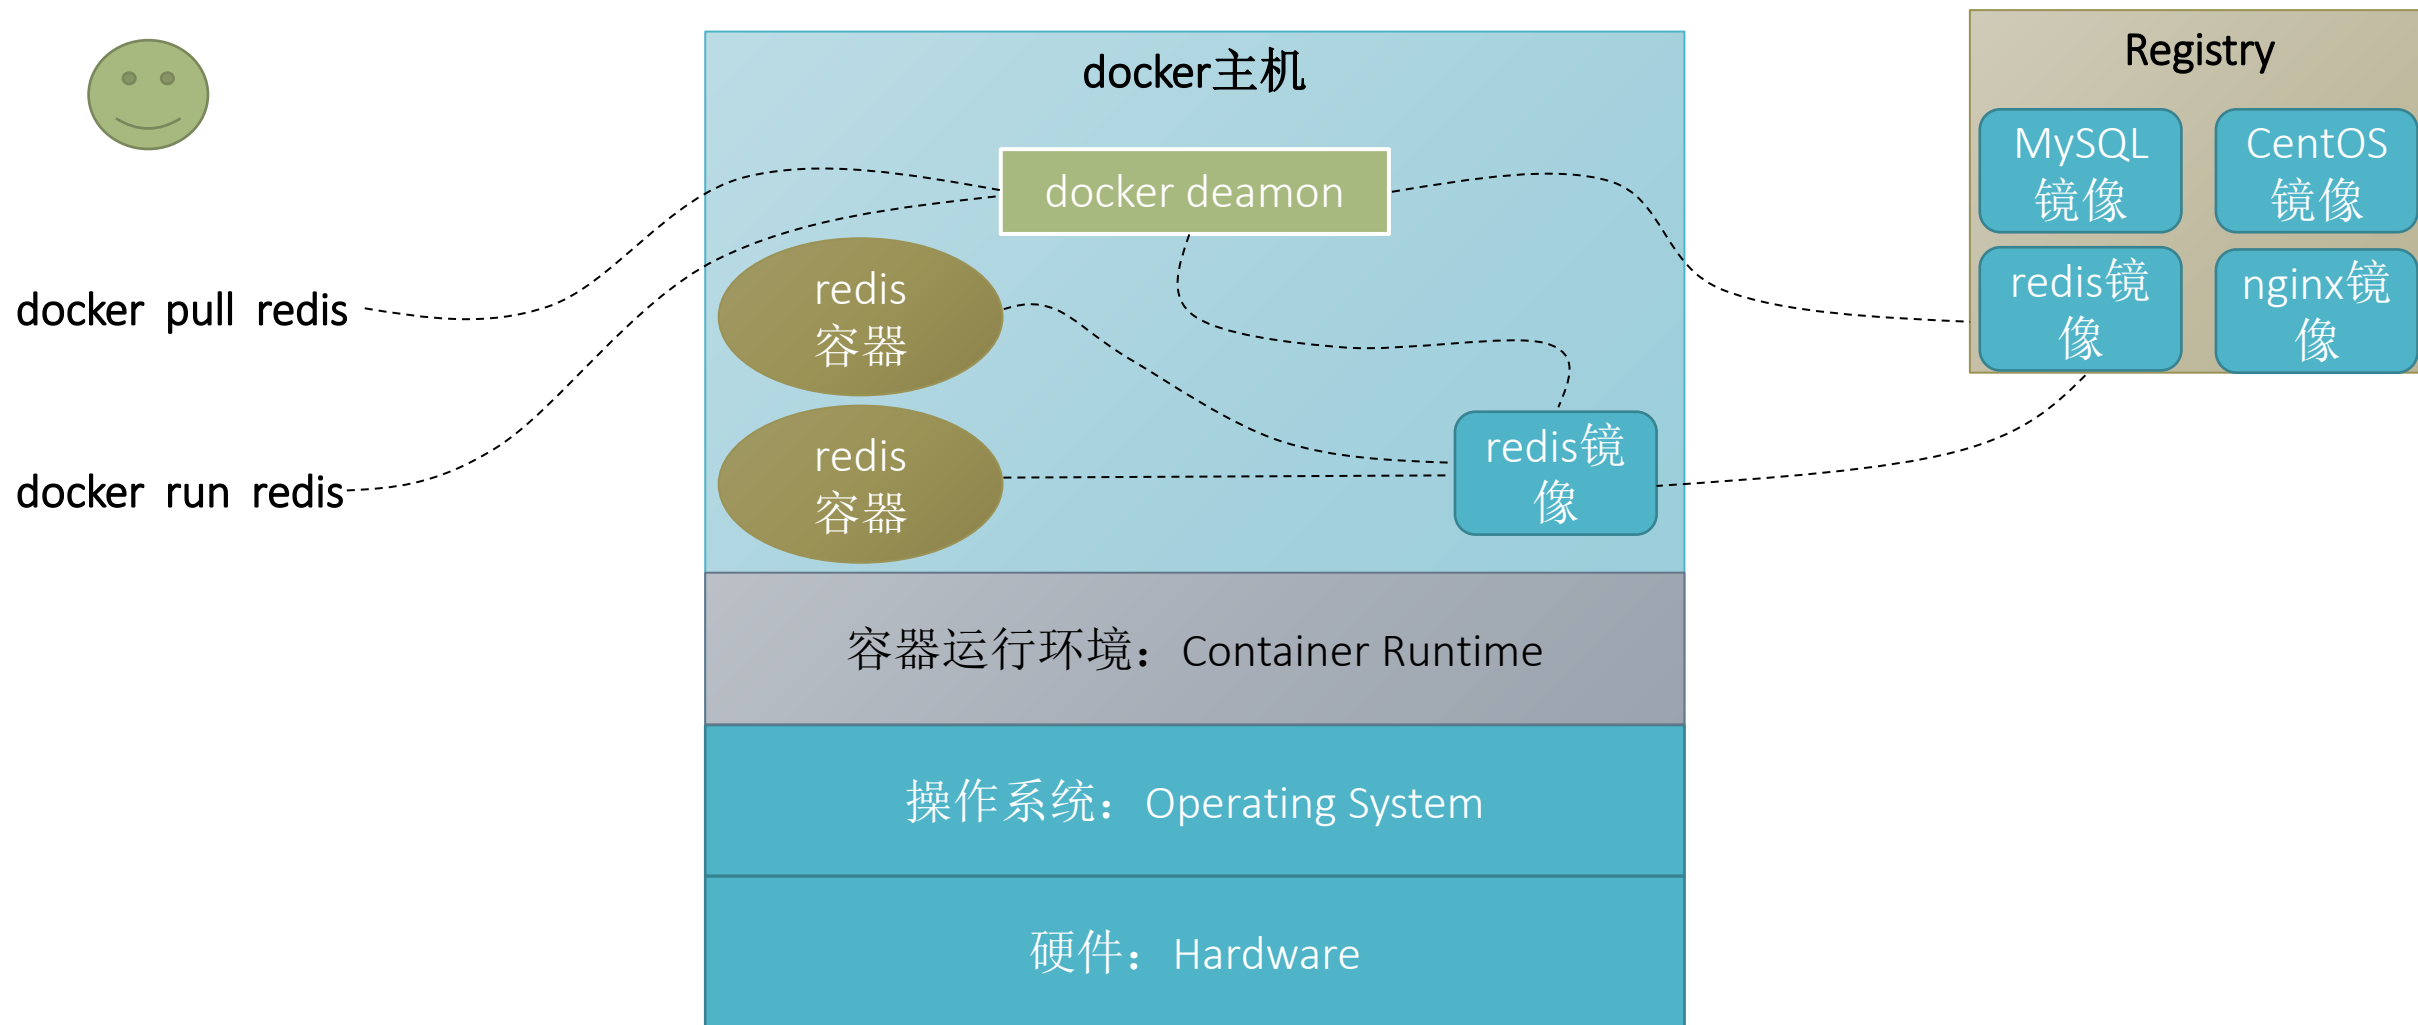 docker主机
Registry
MySQL
镜像
CentOS
镜像
docker deamon
redis镜
像
nginx镜
像
redis
容器
docker pull redis
redis
容器
redis镜
像
docker run redis
容器运行环境：Container Runtime
操作系统：Operating System
硬件：Hardware